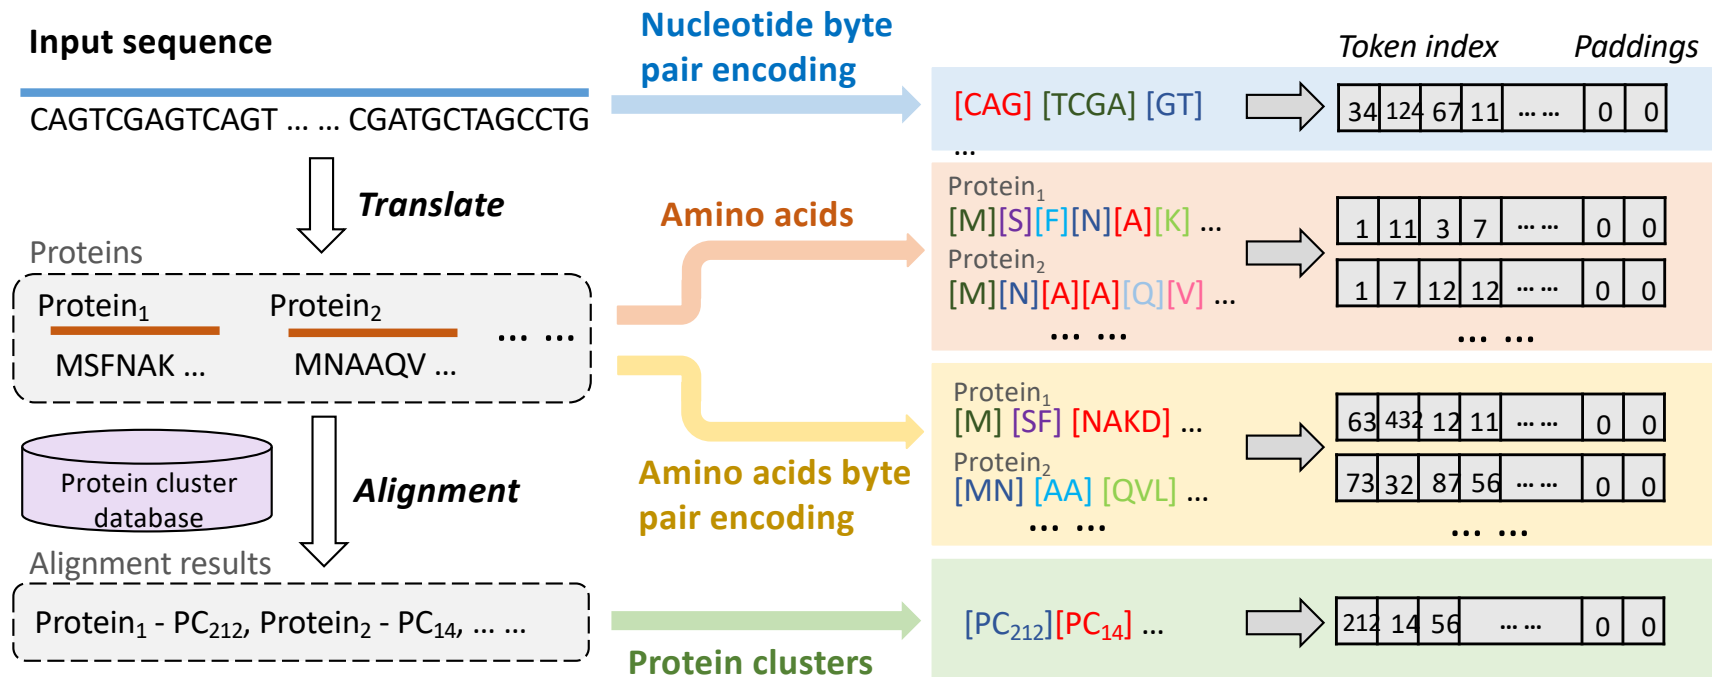 Input sequence
CAGTCGAGTCAGT ... ... CGATGCTAGCCTG
Translate
Proteins
Protein₁
MSFNAK ...
Protein₂
MNAAQV ...
... ...
Protein cluster
database
Alignment
Alignment results
Protein₁ - PC₂₁₂, Protein₂ - PC₁₄, ... ...
Nucleotide byte
pair encoding
Amino acids
Amino acids byte
pair encoding
Protein clusters
Token index
Paddings
[CAG] [TCGA] [GT]
...
34 124 67 11 ... ... 0 0
Protein₁
[M][S][F][N][A][K] ...
1 11 3 7 ... ... 0 0
Protein₂
[M][N][A][A][Q][V] ...
1 7 12 12 ... ... 0 0
... ...
... ...
Protein₁
[M] [SF] [NAKD] ...
63 432 12 11 ... ... 0 0
Protein₂
[MN] [AA] [QVL] ...
73 32 87 56 ... ... 0 0
... ...
... ...
[PC₂₁₂][PC₁₄] ...
212 14 56 ... ... 0 0